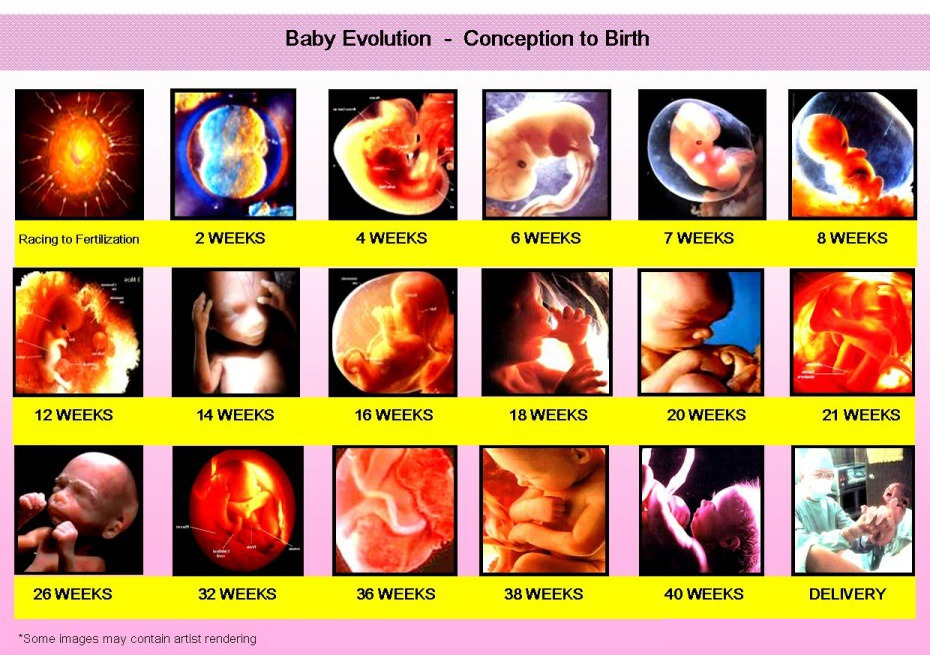 Baby Evolution - Conception to Birth
Racing to Fertilization
2 WEEKS
4 WEEKS
6 WEEKS
7 WEEKS
8 WEEKS
12 WEEKS
14 WEEKS
16 WEEKS
18 WEEKS
20 WEEKS
21 WEEKS
26 WEEKS
32 WEEKS
36 WEEKS
38 WEEKS
40 WEEKS
DELIVERY
*Some images may contain artist rendering